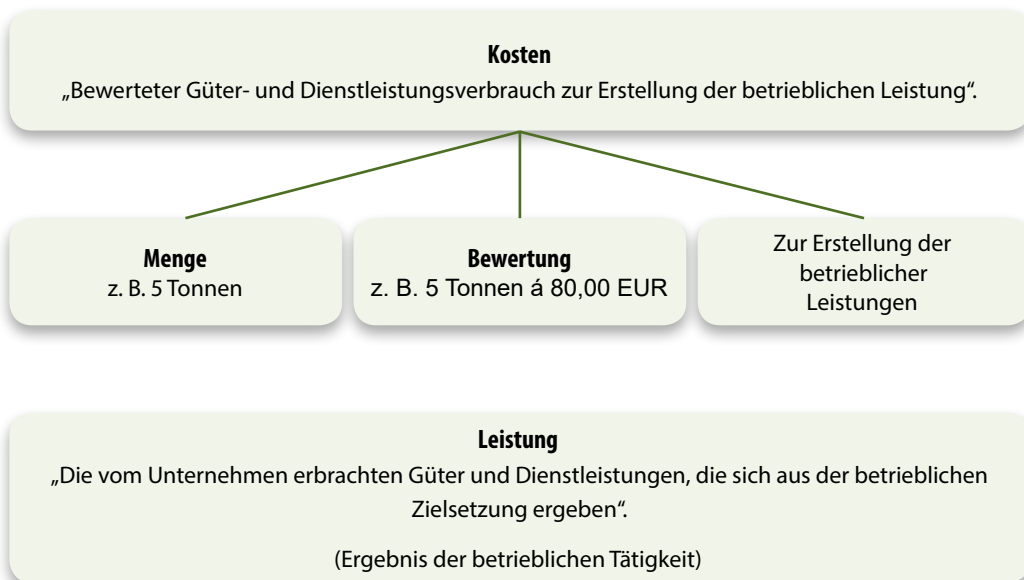 Kosten
„Bewerteter Güter- und Dienstleistungsverbrauch zur Erstellung der betrieblichen Leistung“.
Menge
z. B. 5 Tonnen
Bewertung
z. B. 5 Tonnen á 80,00 EUR
Zur Erstellung der
betrieblicher
Leistungen
Leistung
„Die vom Unternehmen erbrachten Güter und Dienstleistungen, die sich aus der betrieblichen
Zielsetzung ergeben“.
(Ergebnis der betrieblichen Tätigkeit)